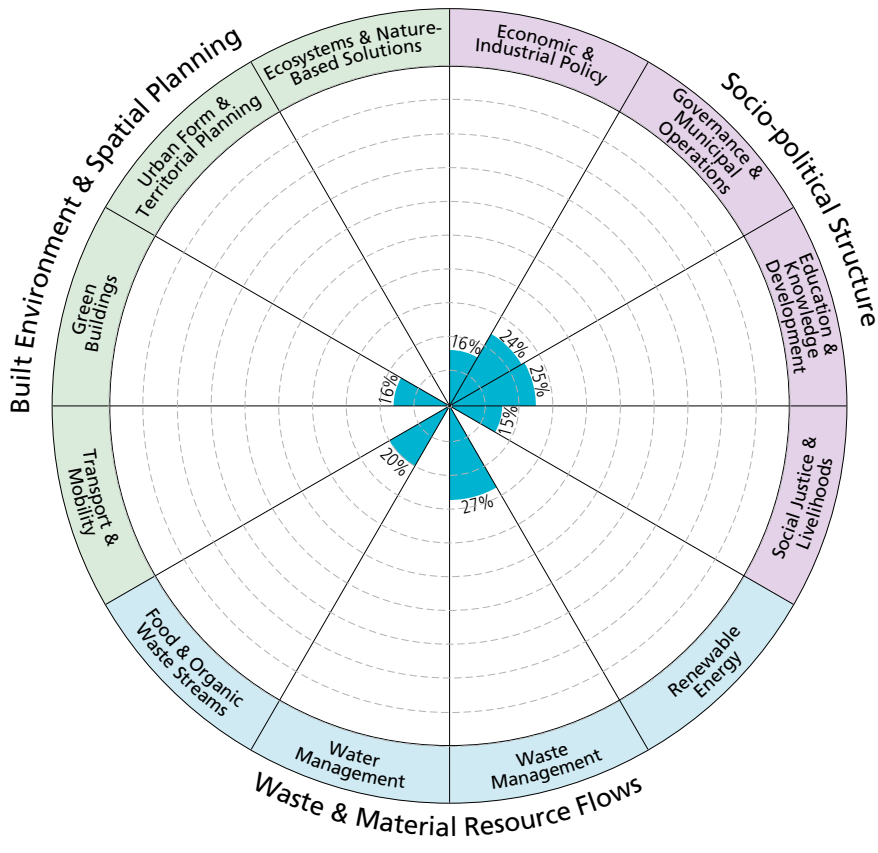 Built Environment & Spatial Planning
Socio-political Structure
Waste & Material Resource Flows
Economic &
Industrial Policy
Governance &
Municipal
Operations
Education &
Knowledge
Development
Social Justice &
Livelihoods
Renewable
Energy
Waste
Management
Water
Management
Food & Organic
Waste Streams
Transport &
Mobility
Green
Buildings
Urban Form &
Territorial Planning
Ecosystems & Nature-
Based Solutions
16%
24%
25%
15%
27%
20%
16%